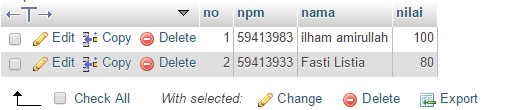 no npm nama nilai
Edit Copy Delete 1 59413983 ilham amirullah 100
Edit Copy Delete 2 59413933 Fasti Listia 80
Check All With selected: Change Delete Export